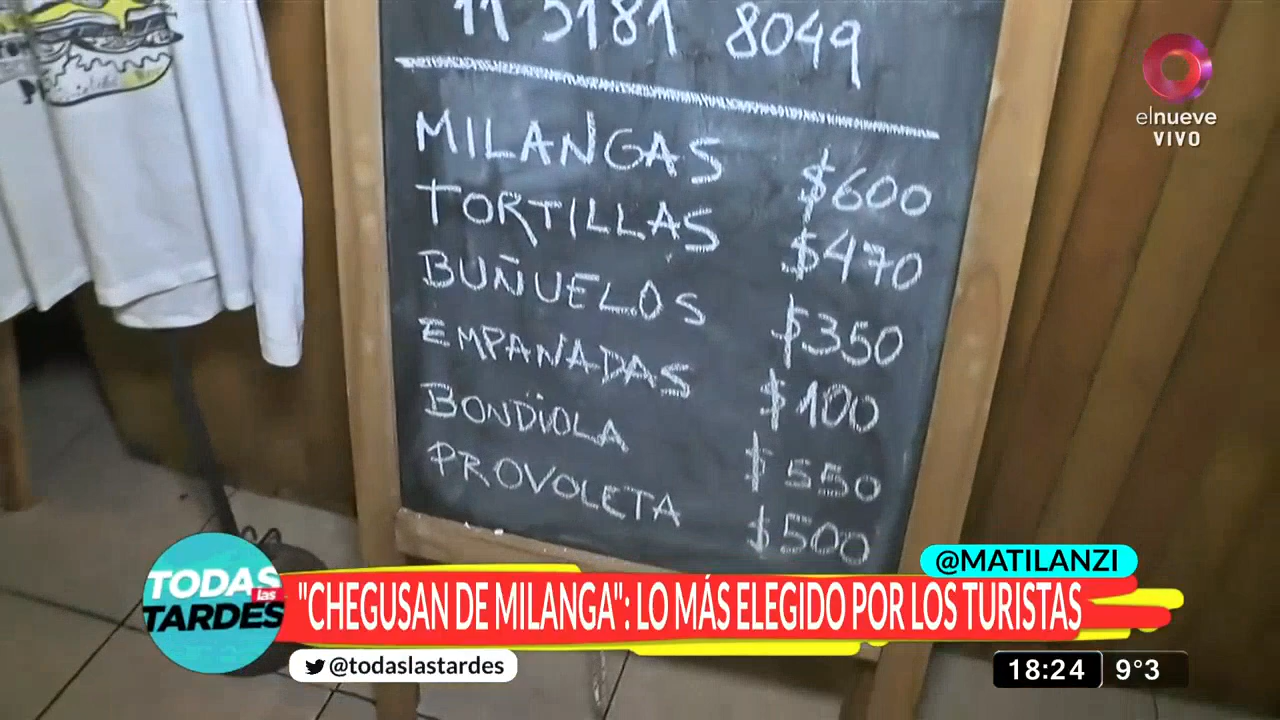 11 5181 8049
elnueve
VIVO
MILANGAS $600
TORTILLAS $470
BUÑUELOS $350
EMPANADAS $100
BONDIOLA $550
PROVOLETA $500
@MATILANZI
TODAS las TARDES
"CHEGUSAN DE MILANGA": LO MÁS ELEGIDO POR LOS TURISTAS
@todaslastardes
18:24 9°3